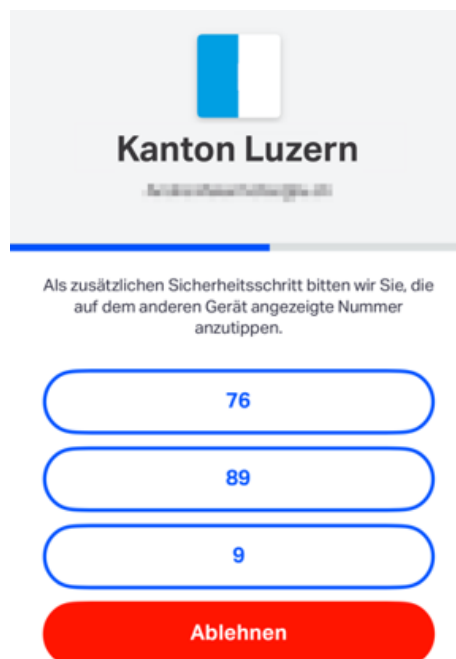 Kanton Luzern
Als zusätzlichen Sicherheitsschritt bitten wir Sie, die
auf dem anderen Gerät angezeigte Nummer
anzutippen.
76
89
9
Ablehnen